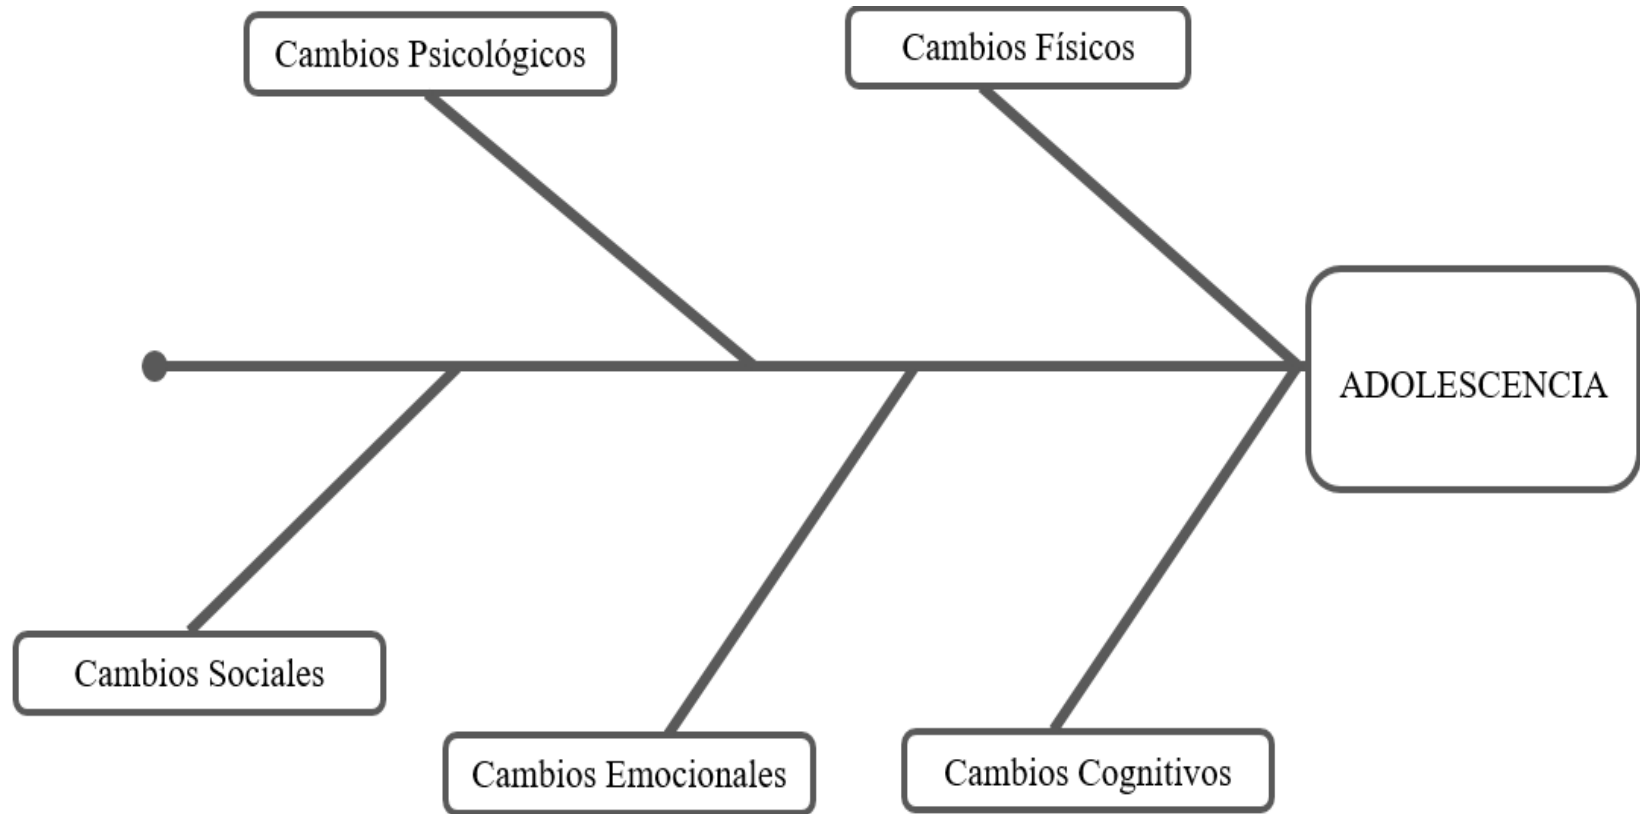 Cambios Psicológicos
Cambios Físicos
ADOLESCENCIA
Cambios Sociales
Cambios Emocionales
Cambios Cognitivos